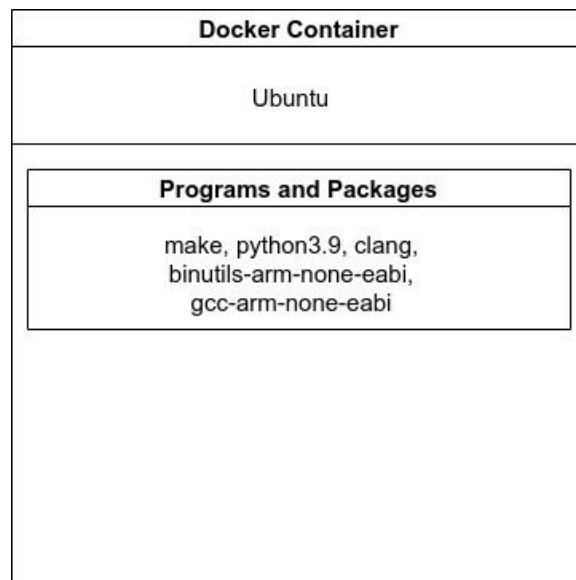 Docker Container
Ubuntu
Programs and Packages
make, python3.9, clang,
binutils-arm-none-eabi,
gcc-arm-none-eabi